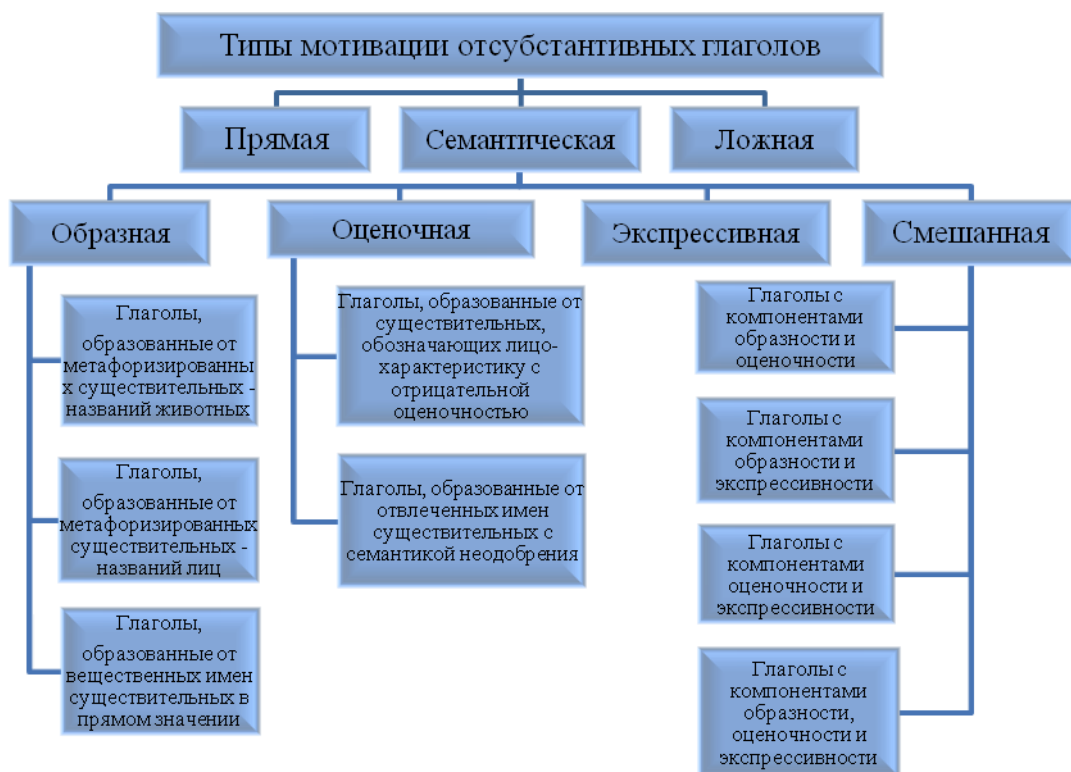 Типы мотивации отсубстантивных глаголов
Прямая
Семантическая
Ложная
Образная
Оценочная
Экспрессивная
Смешанная
Глаголы,
образованные от
метафоризированны
х существительных -
названий животных
Глаголы,
образованные от
метафоризированных
существительных -
названий лиц
Глаголы,
образованные от
вещественных имен
существительных в
прямом значении
Глаголы, образованные от
существительных,
обозначающих лицо-
характеристику с
отрицательной
оценочностью
Глаголы, образованные от
отвлеченных имен
существительных с
семантикой неодобрения
Глаголы с
компонентами
образности и
оценочности
Глаголы с
компонентами
образности и
экспрессивности
Глаголы с
компонентами
оценочности и
экспрессивности
Глаголы с
компонентами
образности,
оценочности и
экспрессивности